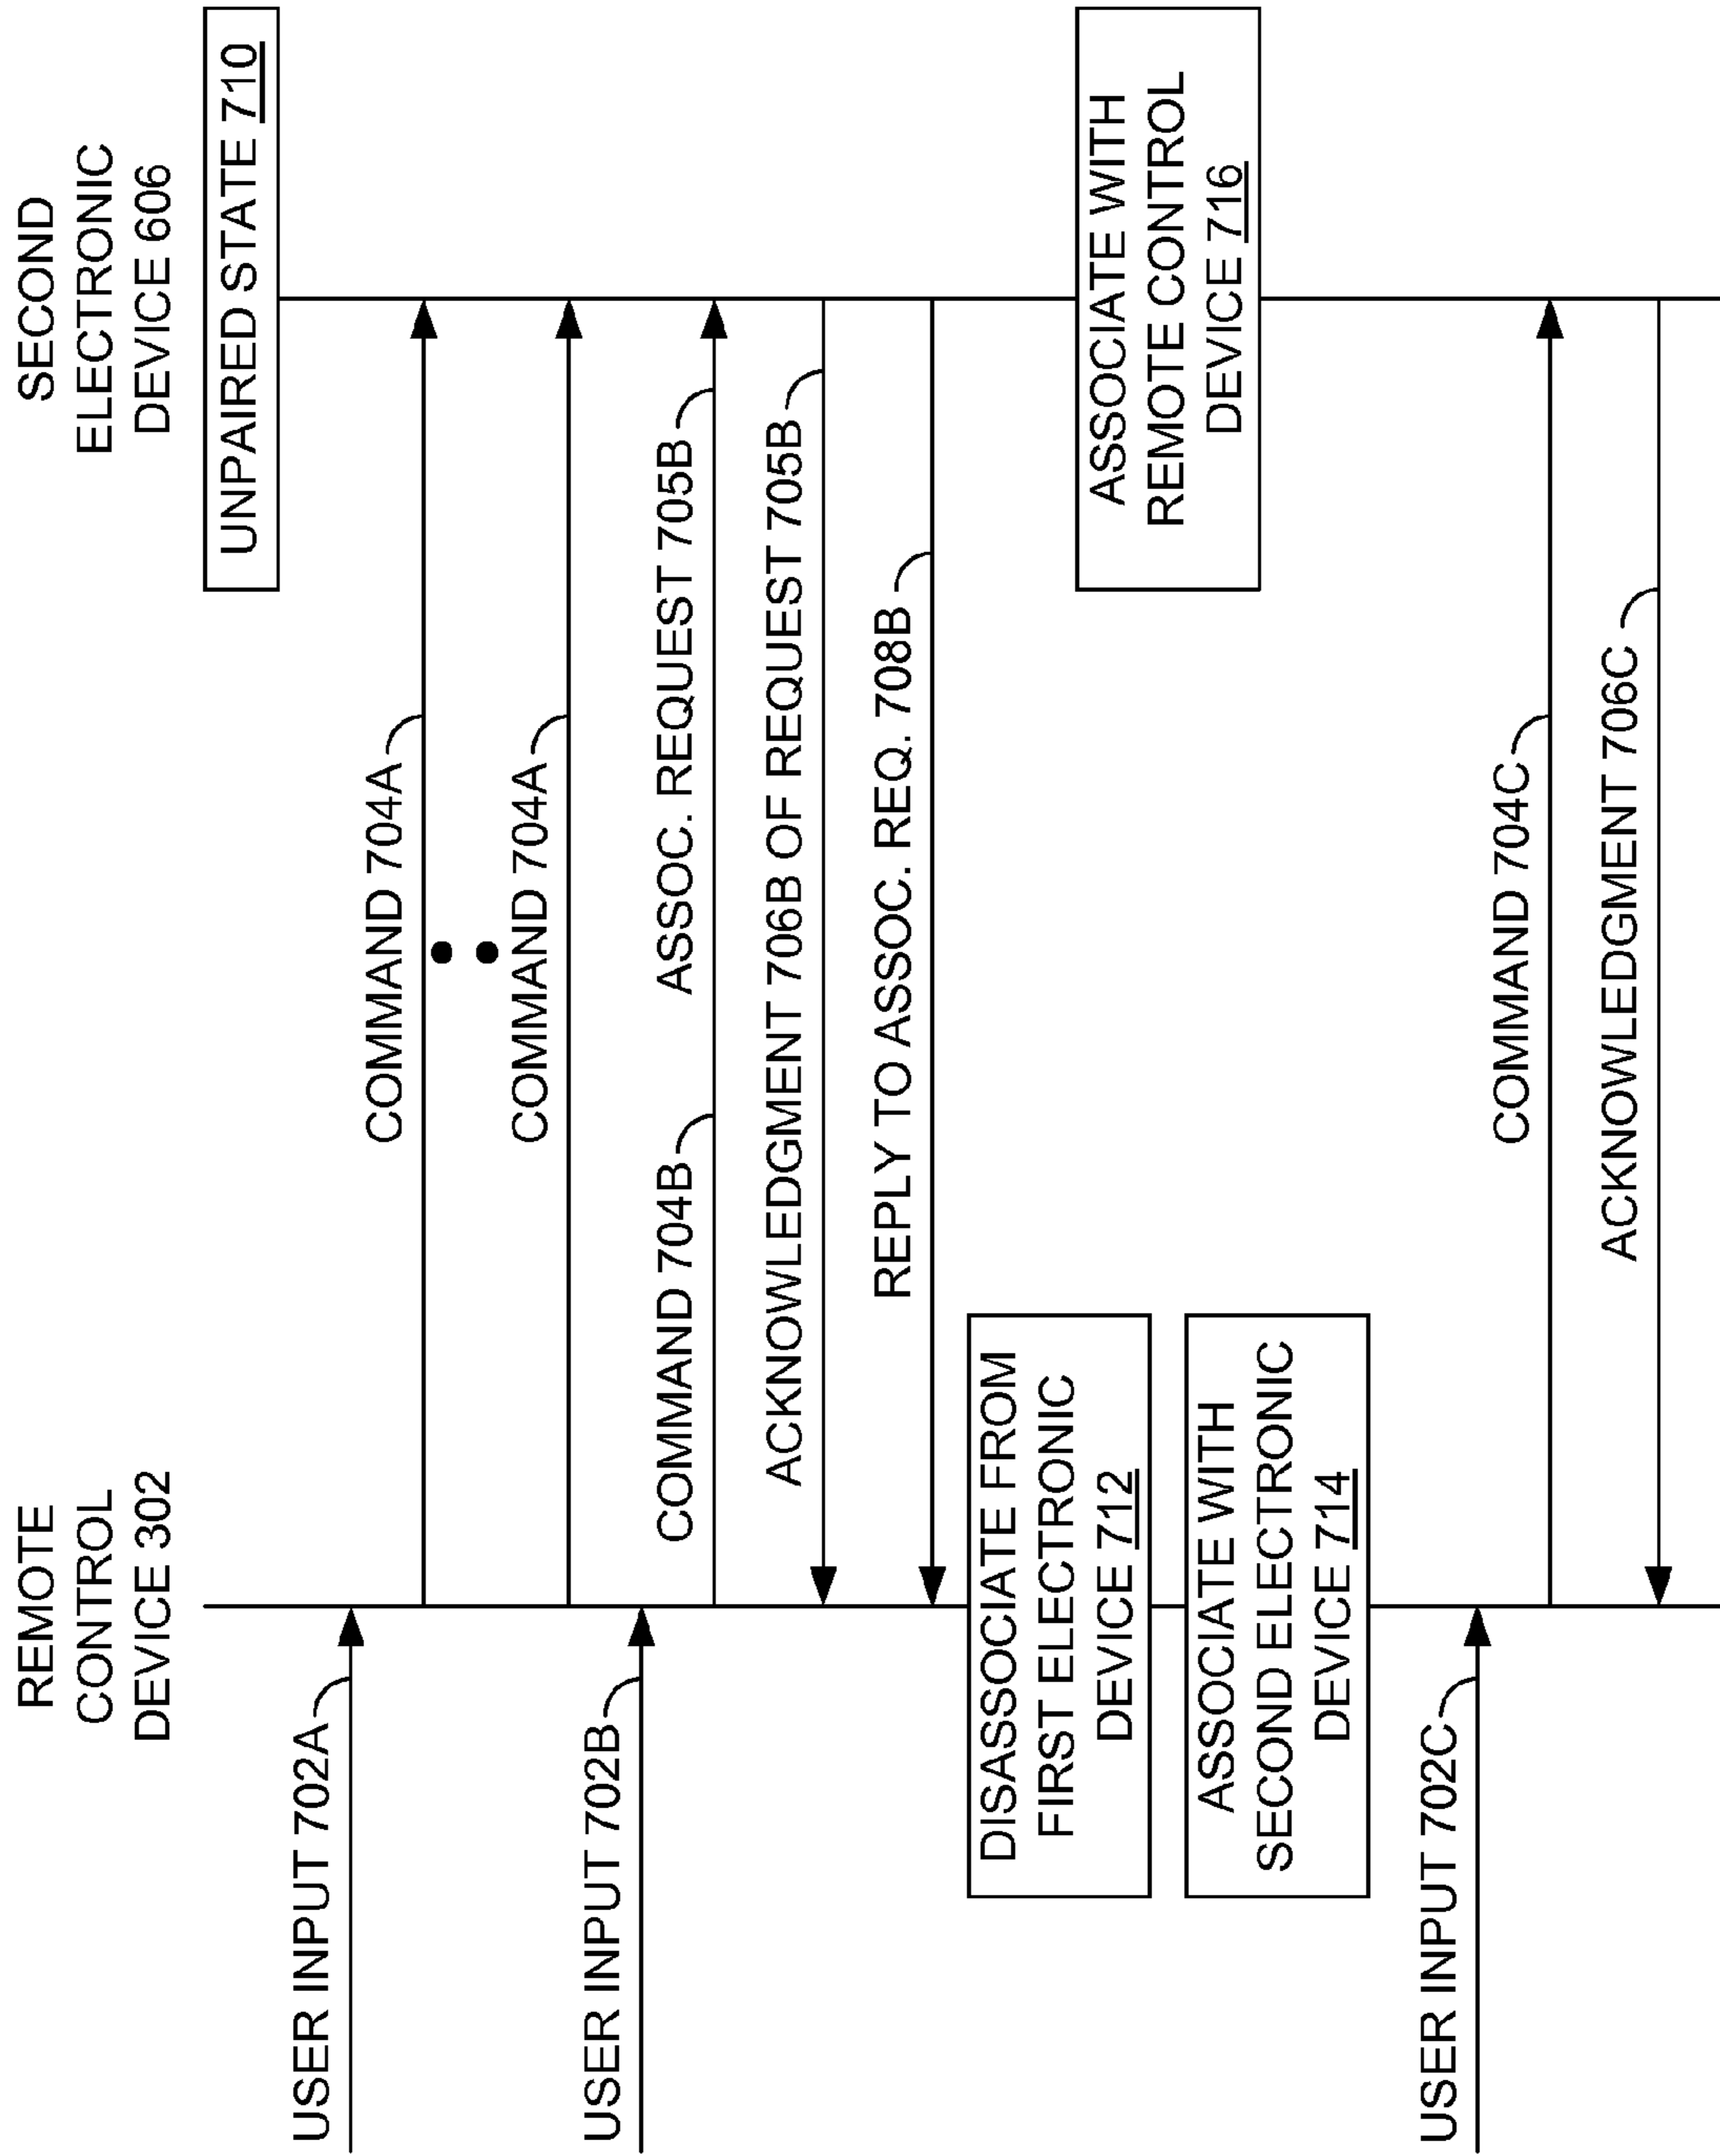 REMOTE
CONTROL
DEVICE 302
SECOND
ELECTRONIC
DEVICE 606
UNPAIRED STATE 710
USER INPUT 702A
COMMAND 704A
COMMAND 704A
USER INPUT 702B
COMMAND 704B
ASSOC. REQUEST 705B
ACKNOWLEDGMENT 706B OF REQUEST 705B
REPLY TO ASSOC. REQ. 708B
DISASSOCIATE FROM
FIRST ELECTRONIC
DEVICE 712
ASSOCIATE WITH
REMOTE CONTROL
DEVICE 716
ASSOCIATE WITH
SECOND ELECTRONIC
DEVICE 714
USER INPUT 702C
COMMAND 704C
ACKNOWLEDGMENT 706C